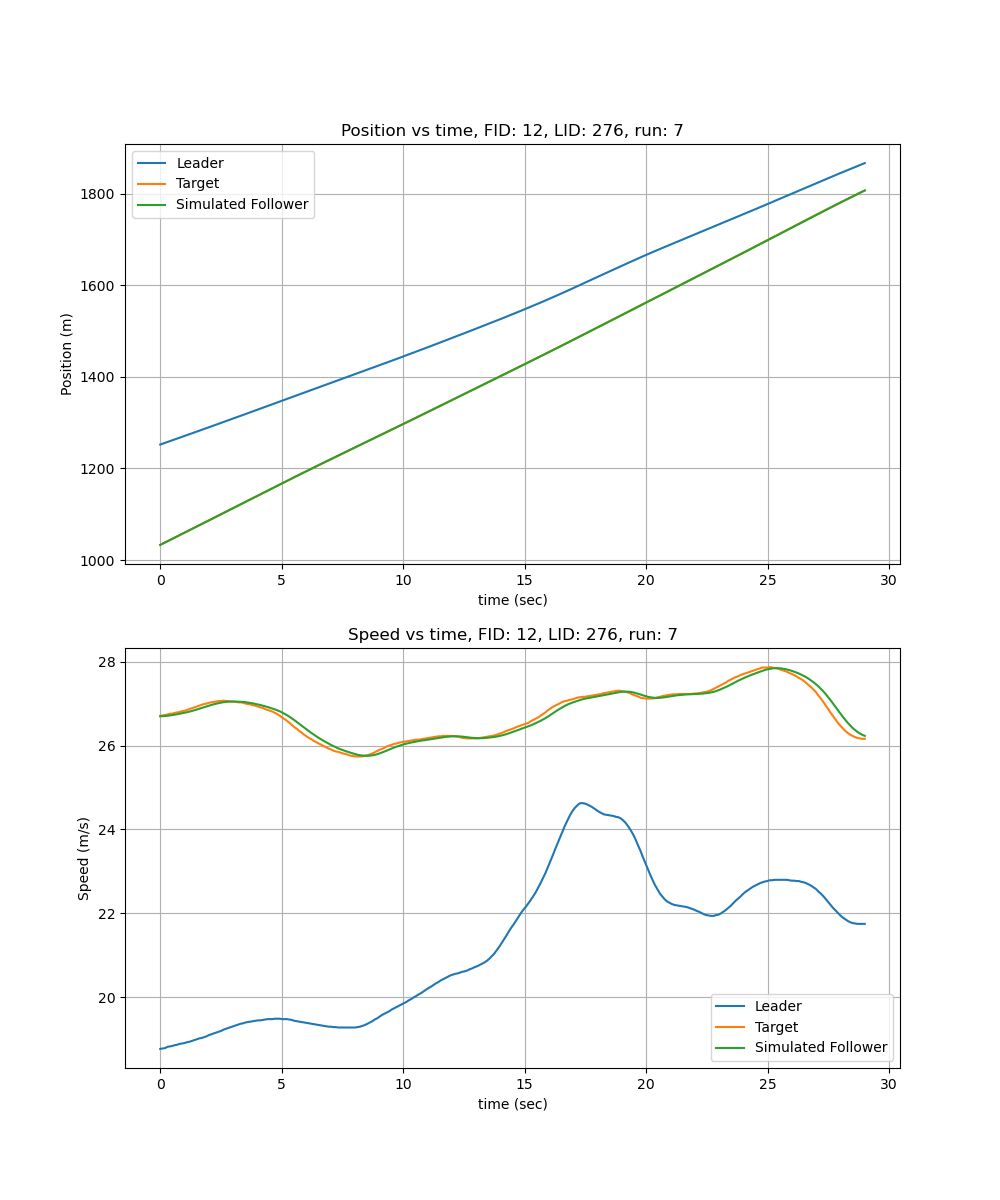 Position vs time, FID: 12, LID: 276, run: 7
Leader
Target
Simulated Follower
1800
1600
1400
1200
1000
Position (m)
0 5 10 15 20 25 30
time (sec)
Speed vs time, FID: 12, LID: 276, run: 7
28
26
24
22
20
Speed (m/s)
Leader
Target
Simulated Follower
0 5 10 15 20 25 30
time (sec)